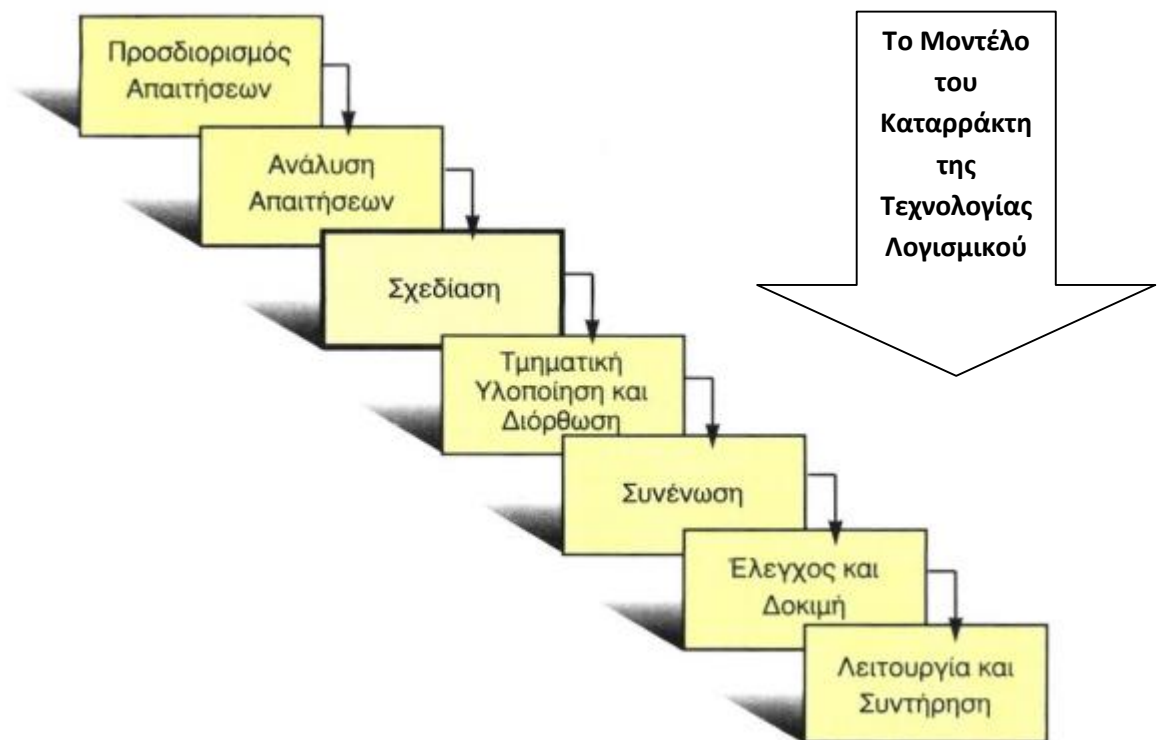 Προσδιορισμός
Απαιτήσεων
Ανάλυση
Απαιτήσεων
Σχεδίαση
Τμηματική
Υλοποίηση και
Διόρθωση
Συνένωση
Έλεγχος και
Δοκιμή
Λειτουργία και
Συντήρηση
Το Μοντέλο
του
Καταρράκτη
της
Τεχνολογίας
Λογισμικού